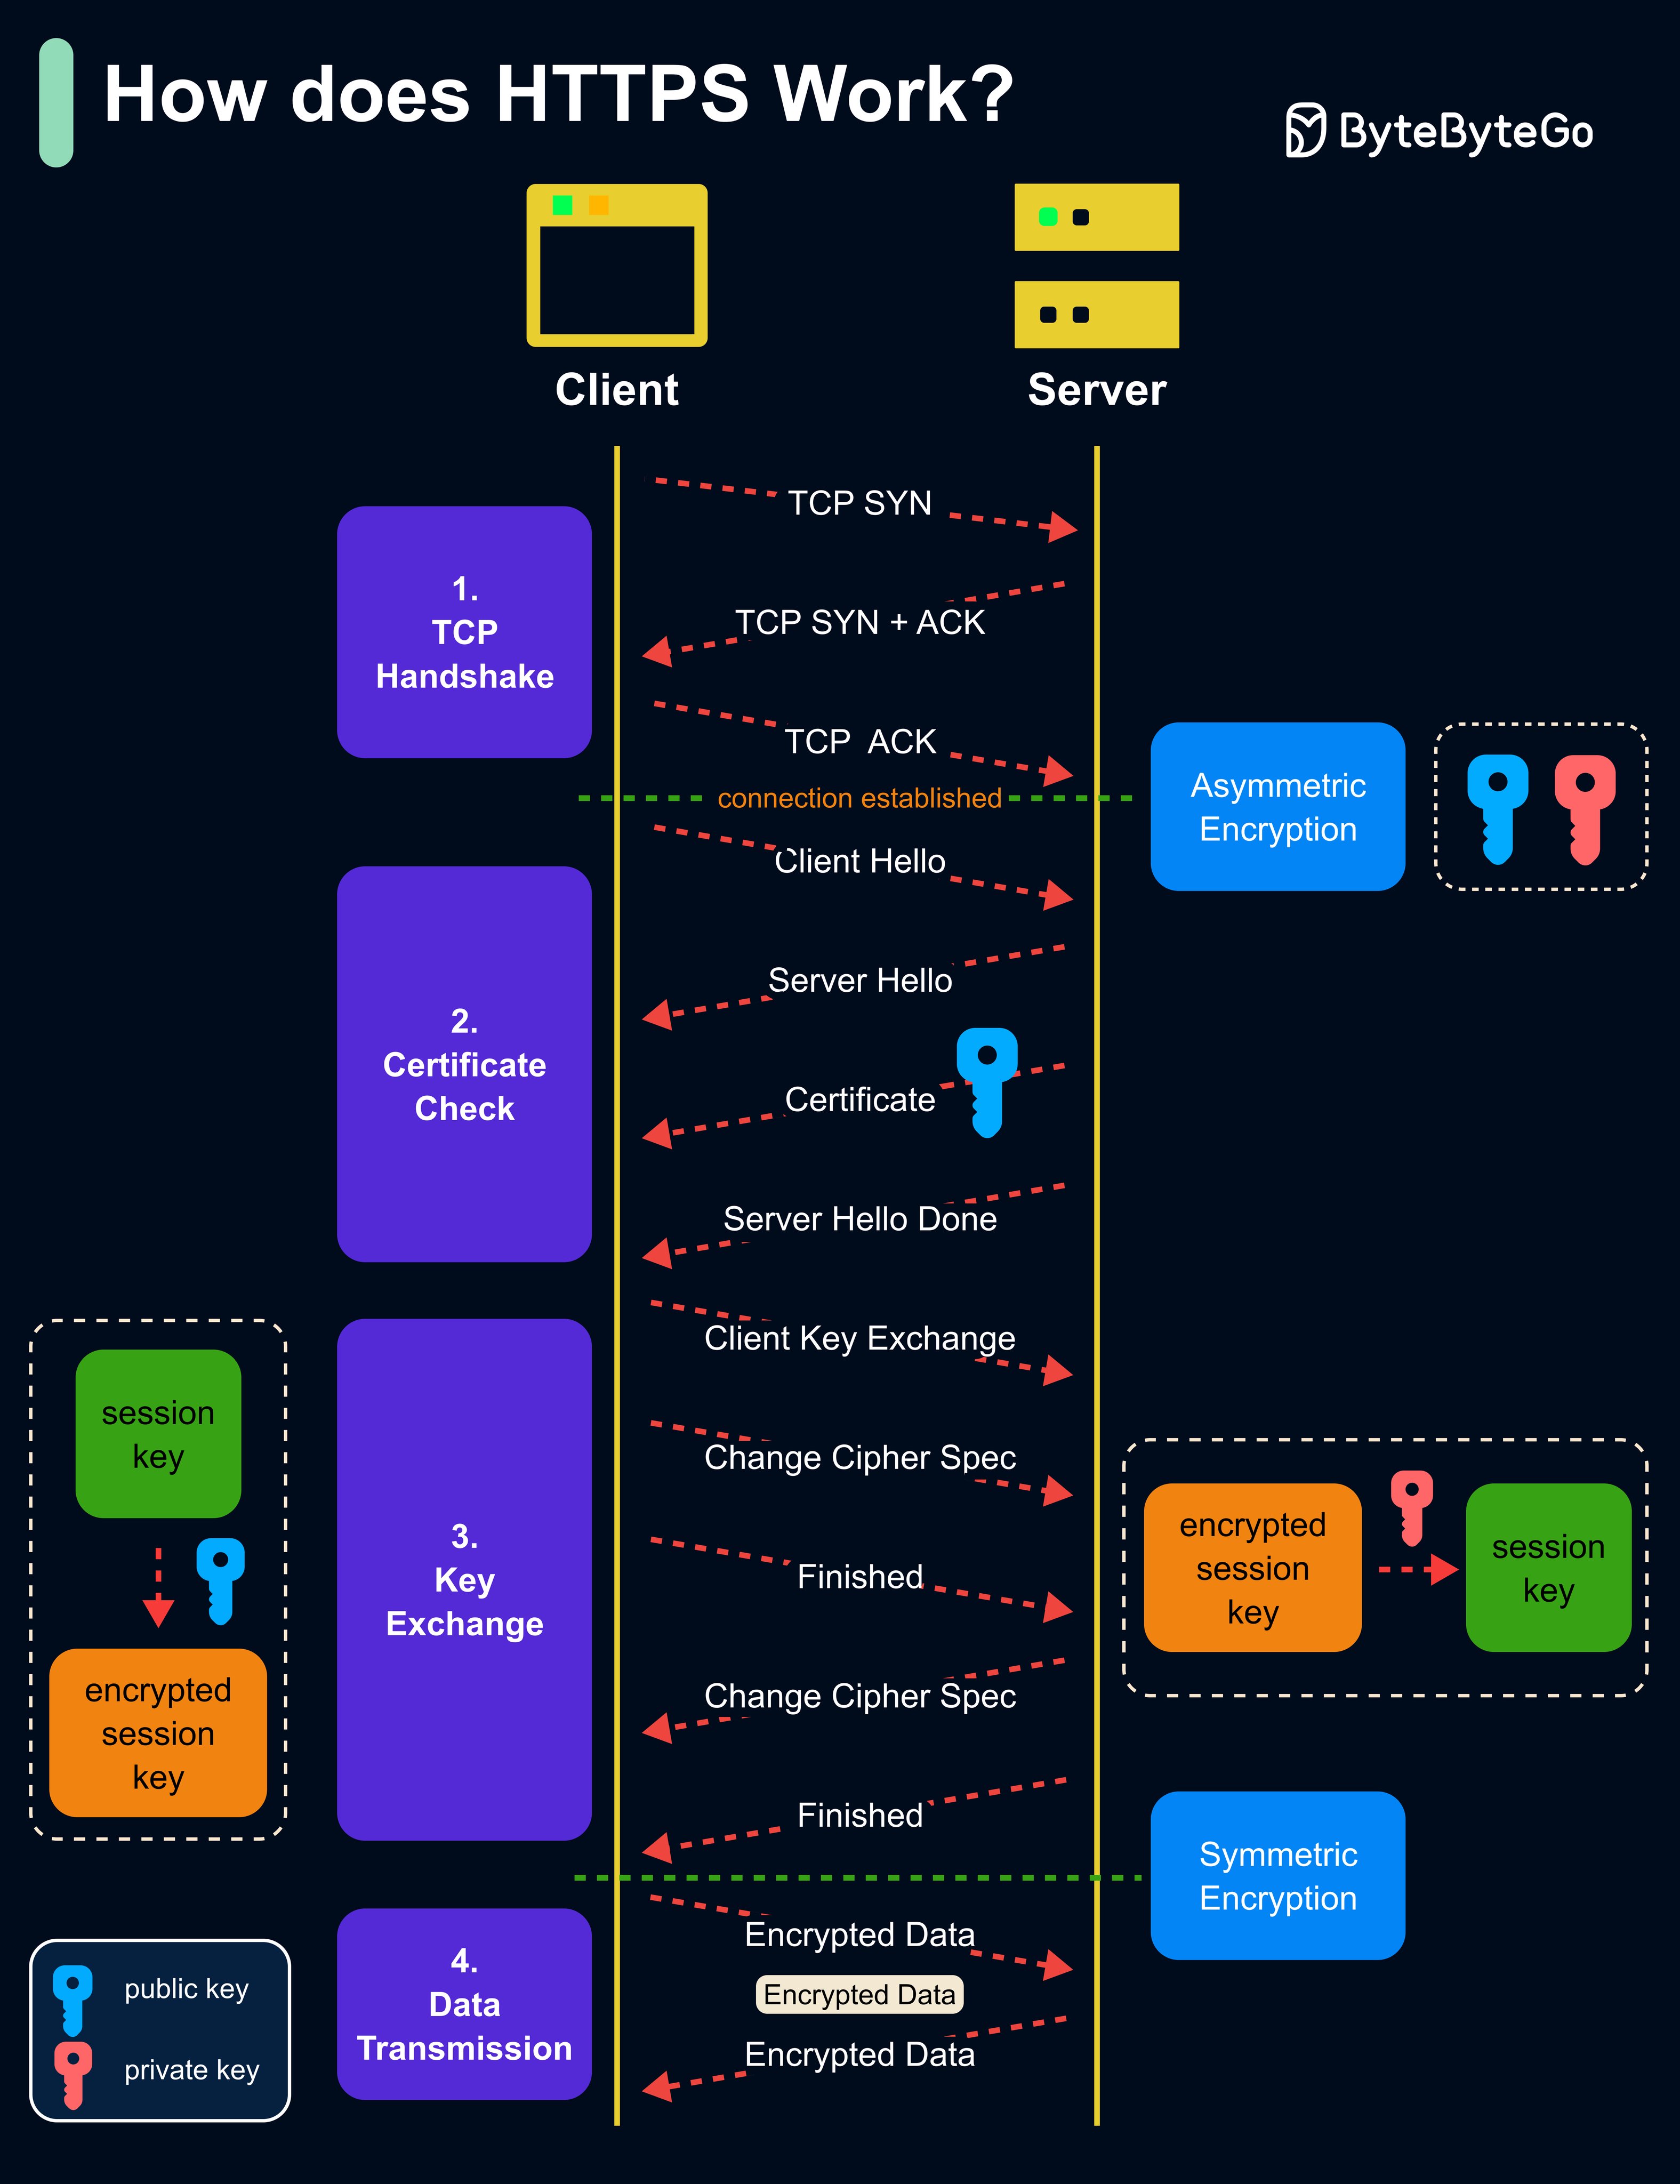 How does HTTPS Work?
ByteByteGo
Client
Server
TCP SYN
1.
TCP
Handshake
TCP SYN + ACK
TCP ACK
connection established
Asymmetric
Encryption
Client Hello
2.
Certificate
Check
Server Hello
Certificate
Server Hello Done
Client Key Exchange
session
key
encrypted
session
key
3.
Key
Exchange
Change Cipher Spec
Finished
encrypted
session
key
session
key
Change Cipher Spec
Finished
Symmetric
Encryption
4.
Data
Transmission
Encrypted Data
Encrypted Data
Encrypted Data
public key
private key